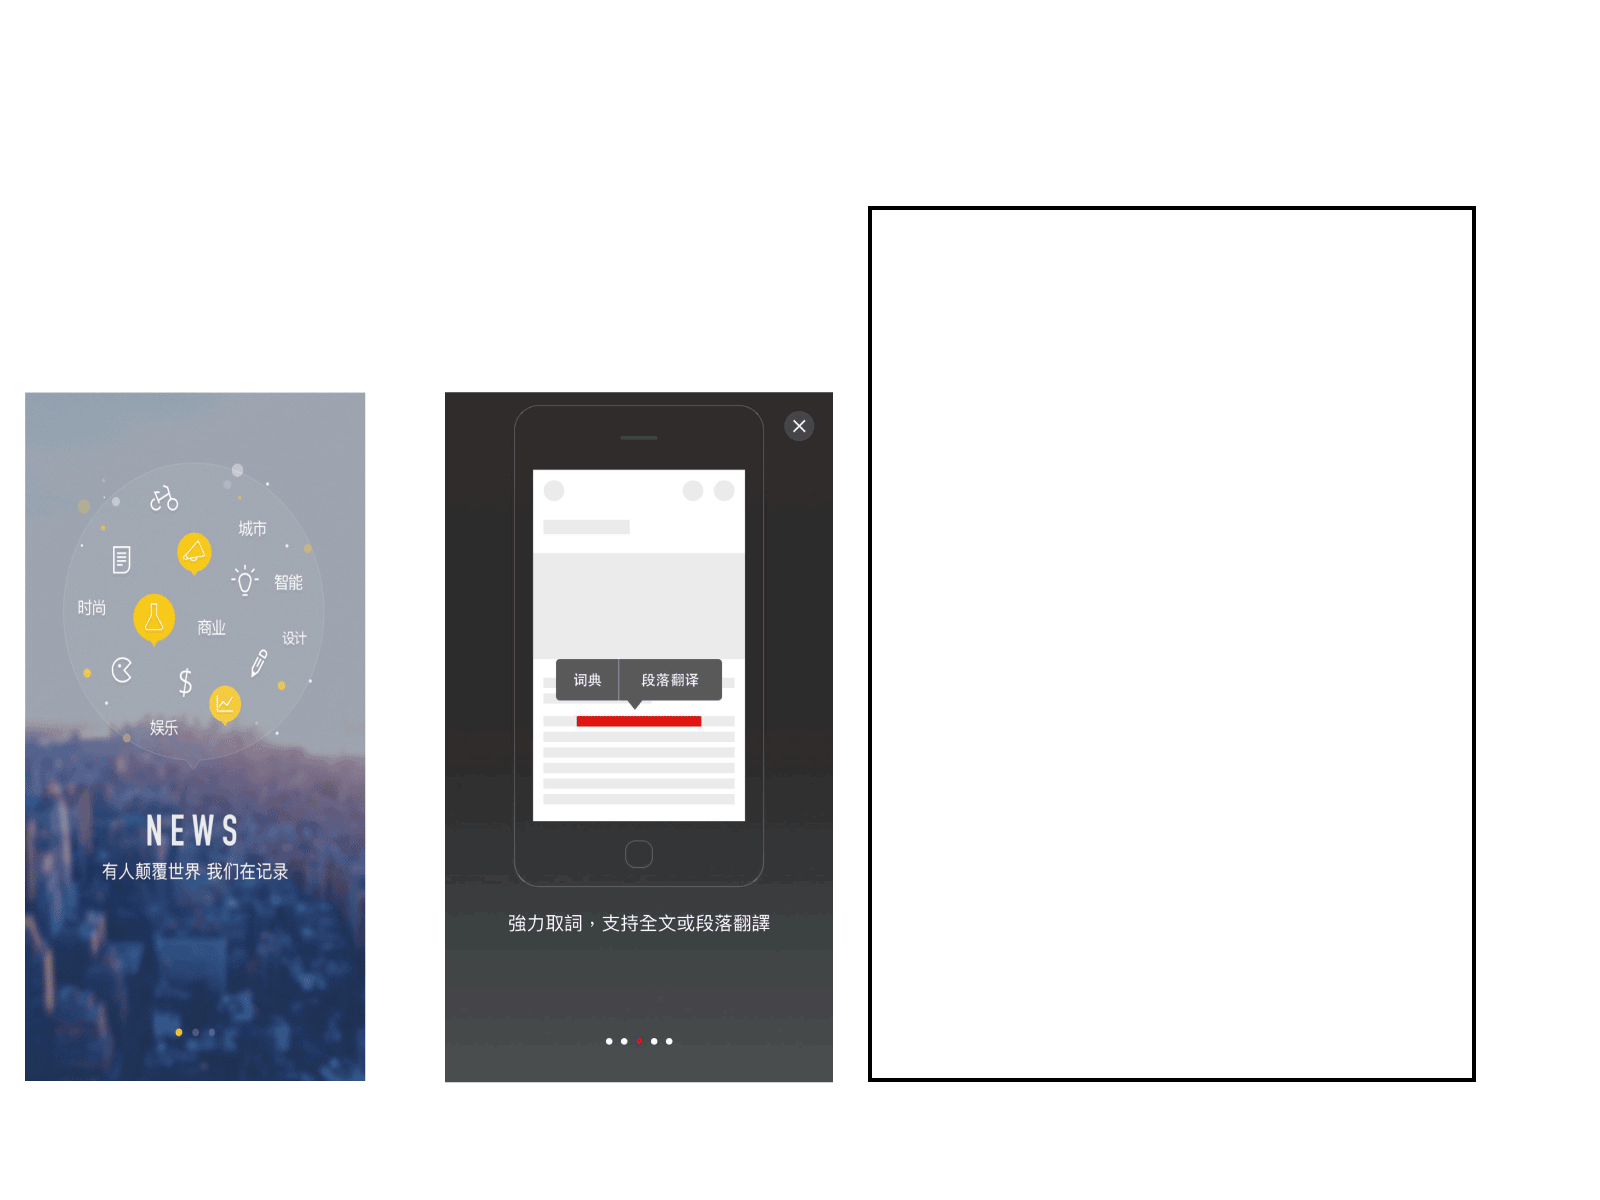 城市
智能
时尚
商业
设计
$
娱乐
NEWS
有人颠覆世界 我们在记录
词典
段落翻译
強力取詞，支持全文或段落翻譯